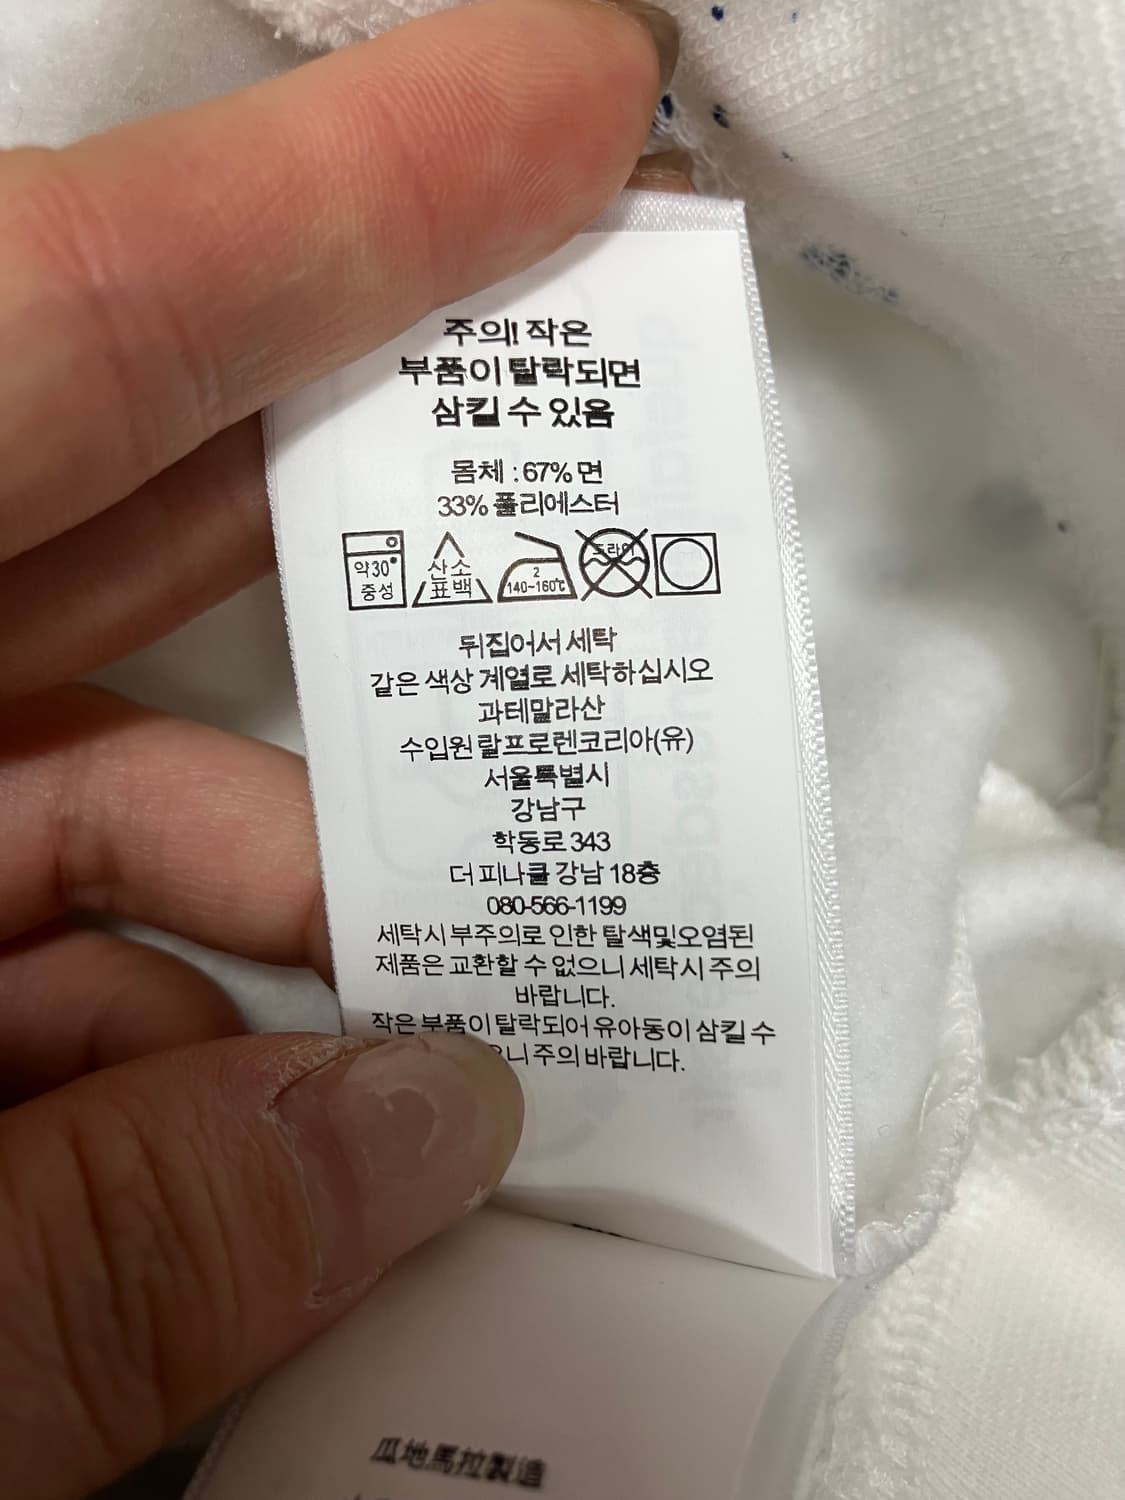 주의! 작은
부품이 탈락되면
삼킬 수 있음
몸체 : 67% 면
33% 폴리에스터
약30°
중성
산소
표백
2
140~160℃
드라이
뒤집어서 세탁
같은 색상 계열로 세탁하십시오
과테말라산
수입원 랄프로렌코리아(유)
서울특별시
강남구
학동로 343
더 피나클 강남 18층
080-566-1199
세탁시 부주의로 인한 탈색및오염된
제품은 교환할 수 없으니 세탁시 주의
바랍니다.
작은 부품이 탈락되어 유아동이 삼킬 수
으니 주의 바랍니다.
瓜地馬拉製造